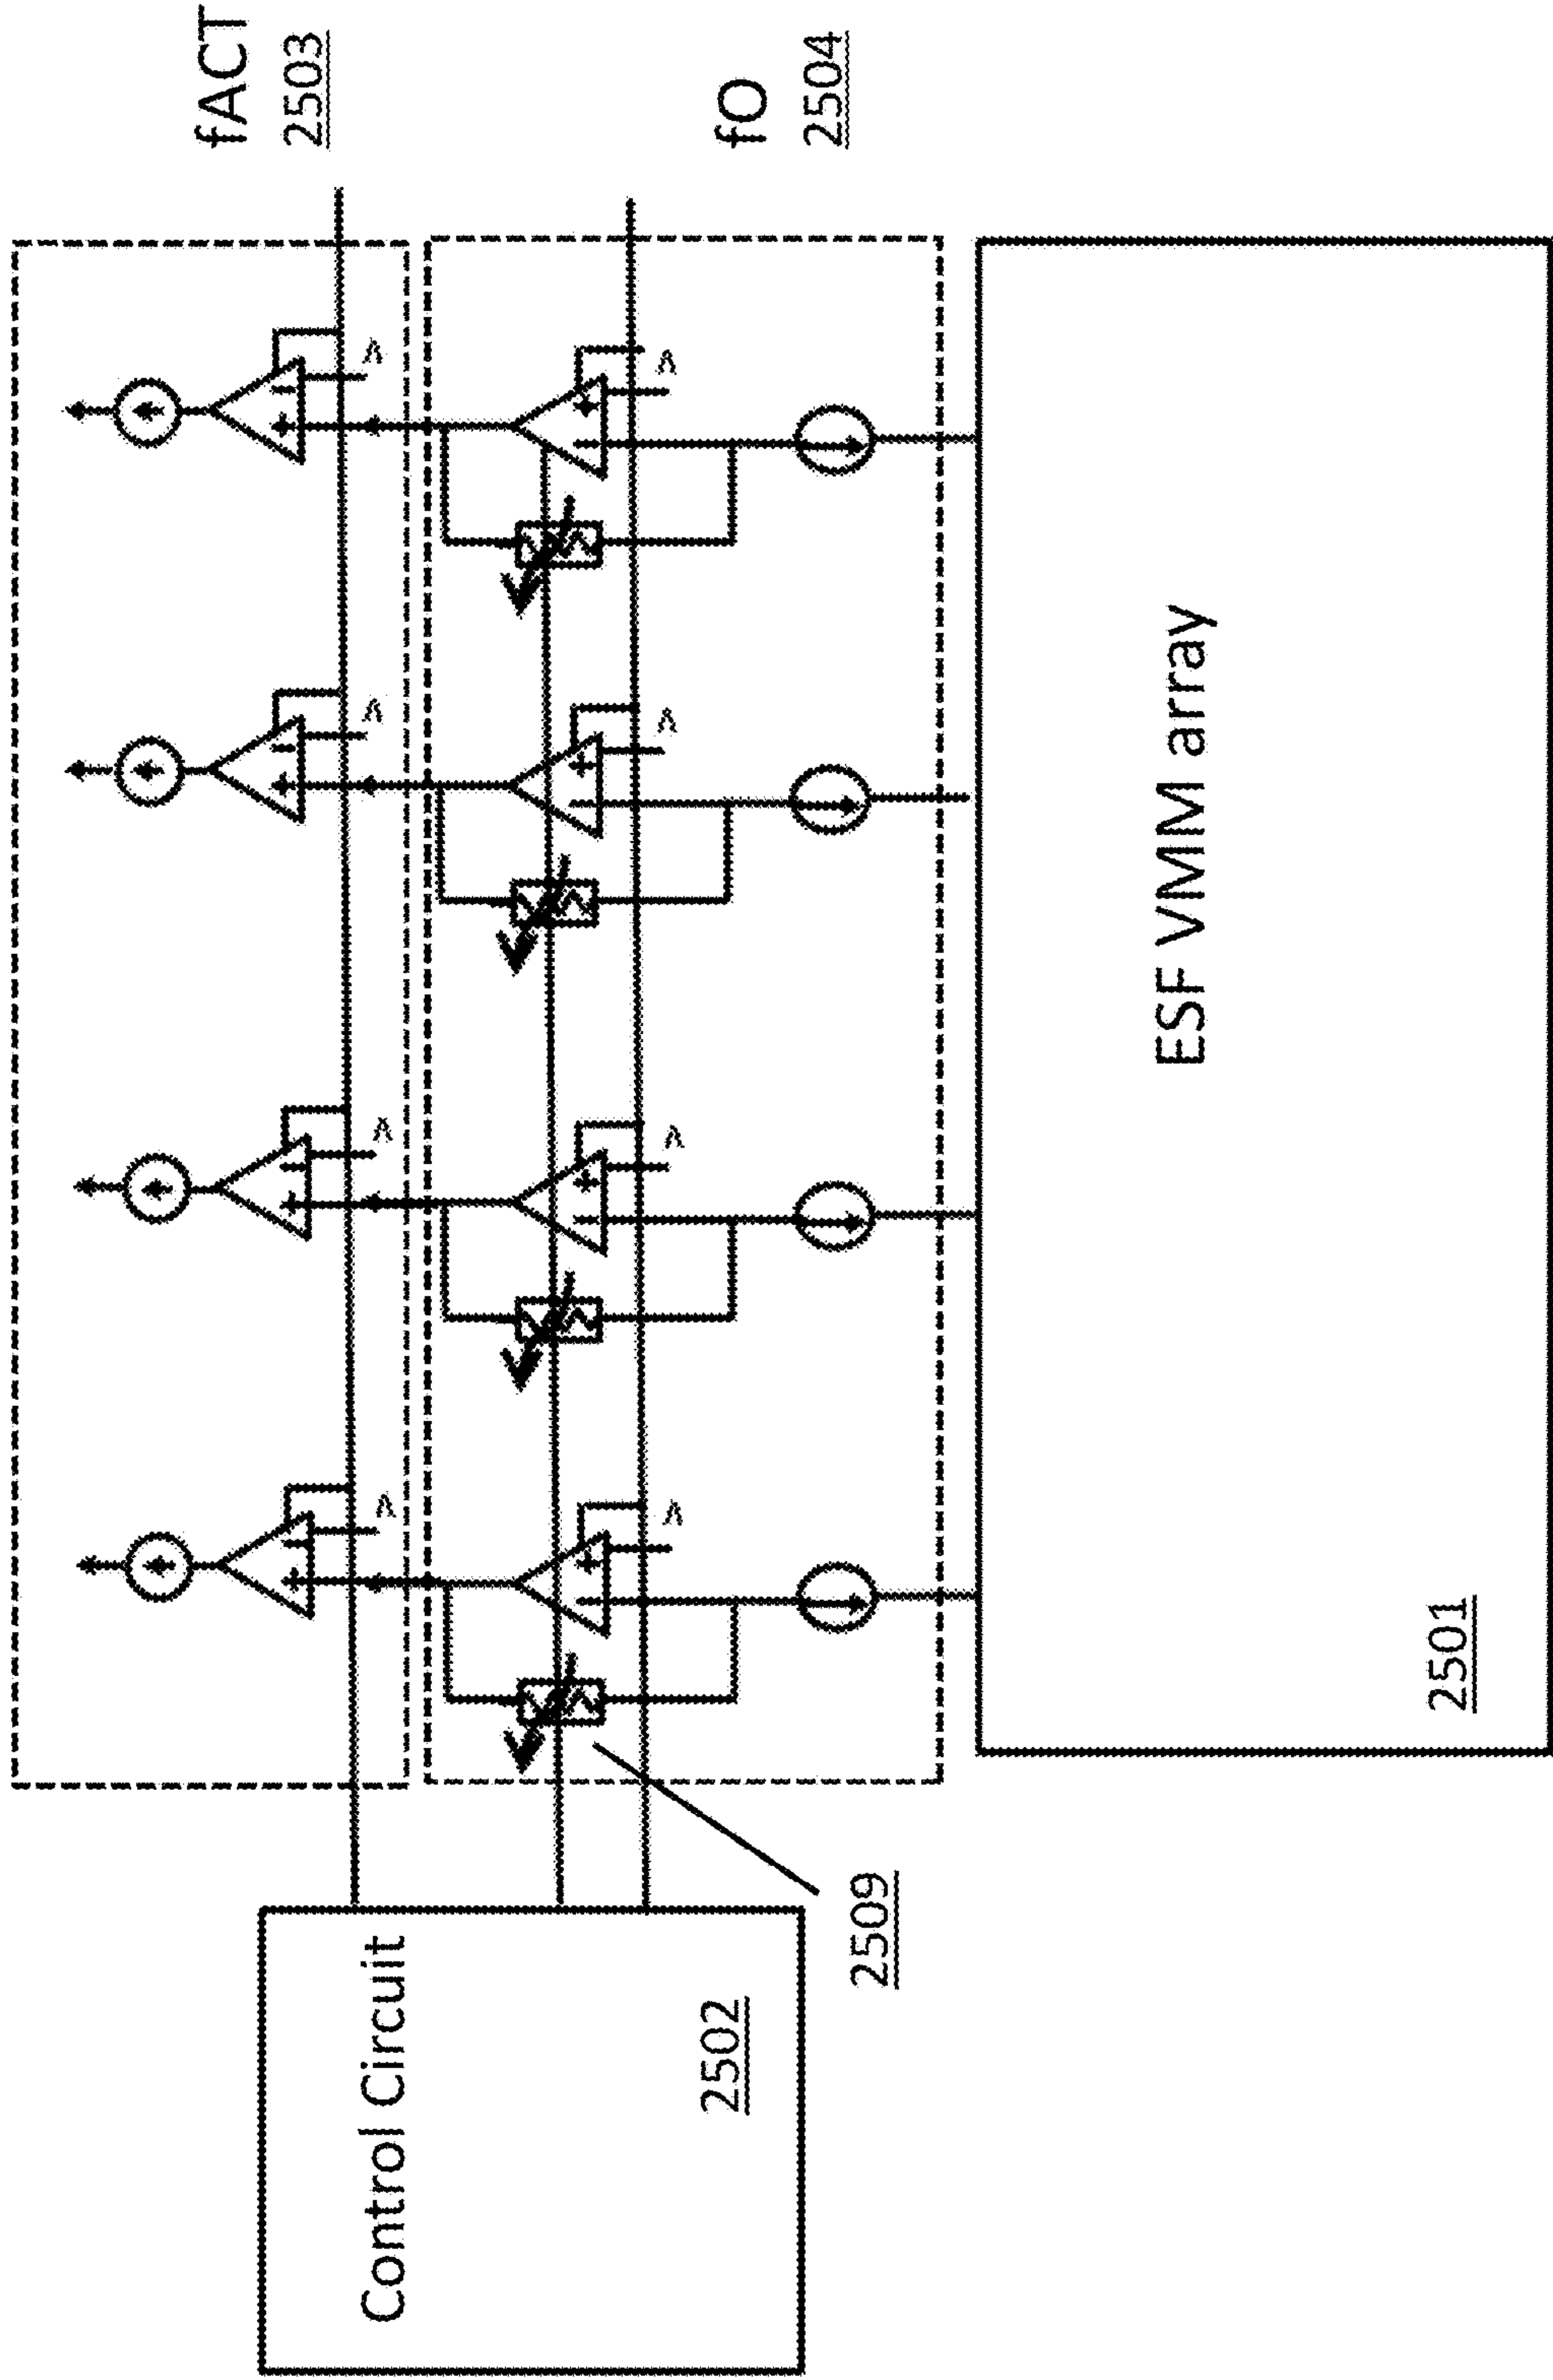 fACT
2503
Control Circuit
fO
2504
2502
2509
ESF VMM array
2501